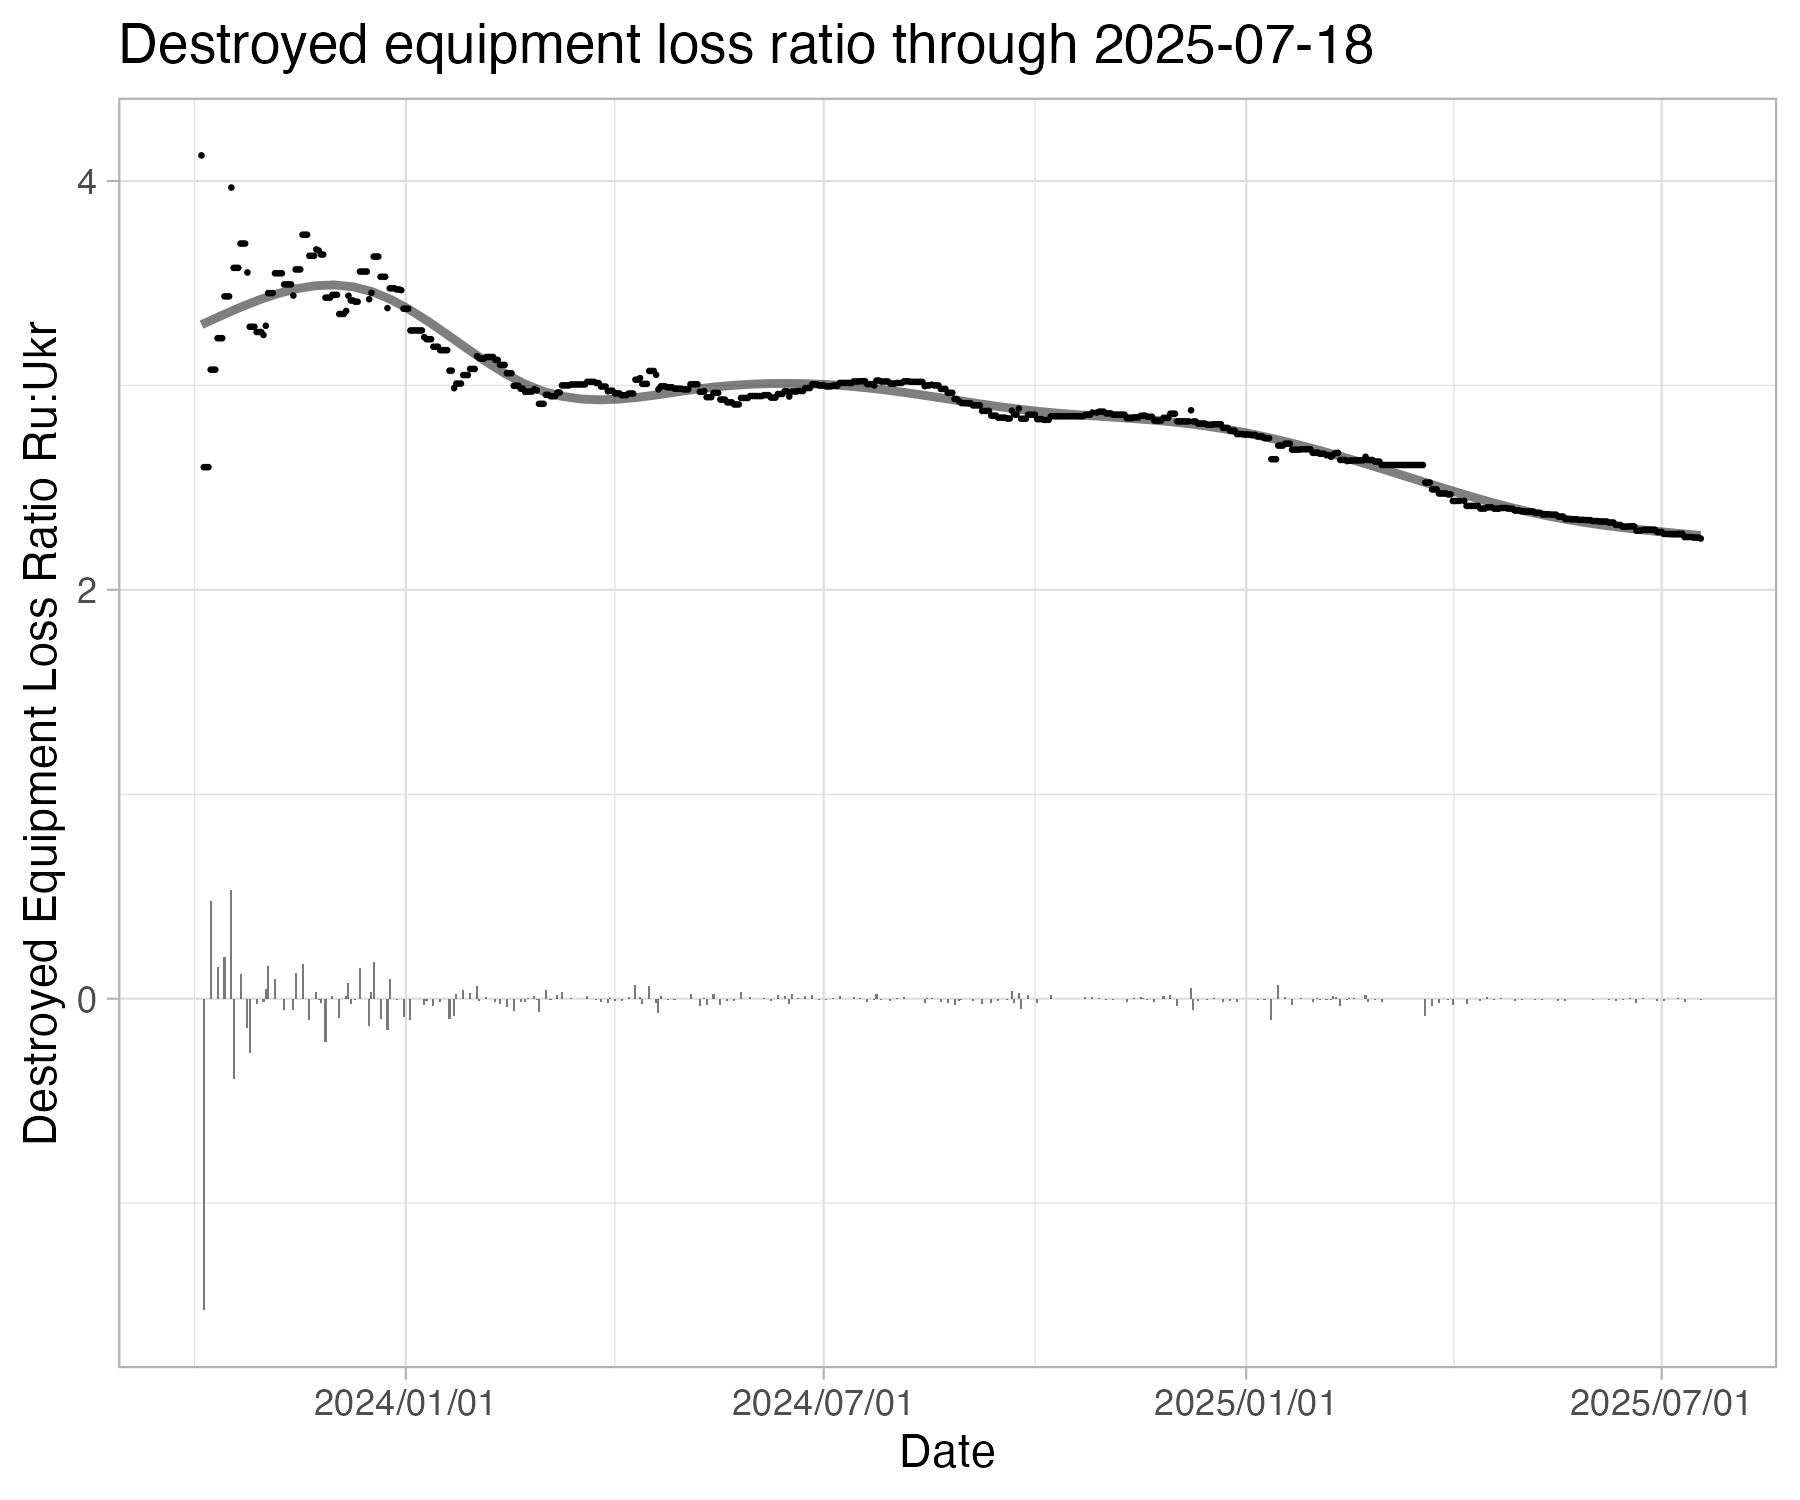 Destroyed equipment loss ratio through 2025-07-18
Destroyed Equipment Loss Ratio Ru:Ukr
4
2
0
2024/01/01
2024/07/01
2025/01/01
2025/07/01
Date